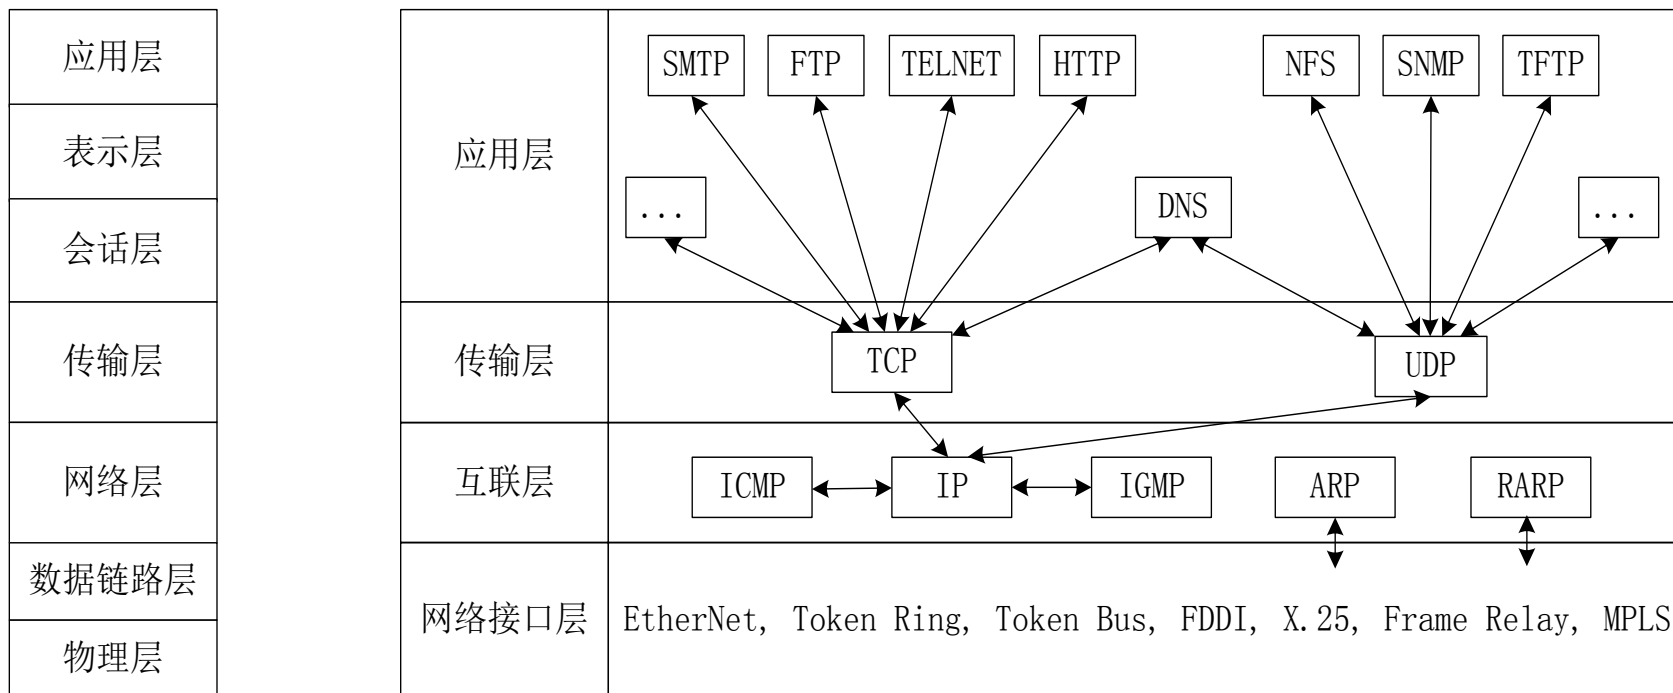 应用层
表示层
会话层
传输层
网络层
数据链路层
物理层
应用层
SMTP FTP TELNET HTTP NFS SNMP TFTP
... DNS ...
传输层
TCP UDP
互联层
ICMP IP IGMP ARP RARP
网络接口层
EtherNet, Token Ring, Token Bus, FDDI, X.25, Frame Relay, MPLS